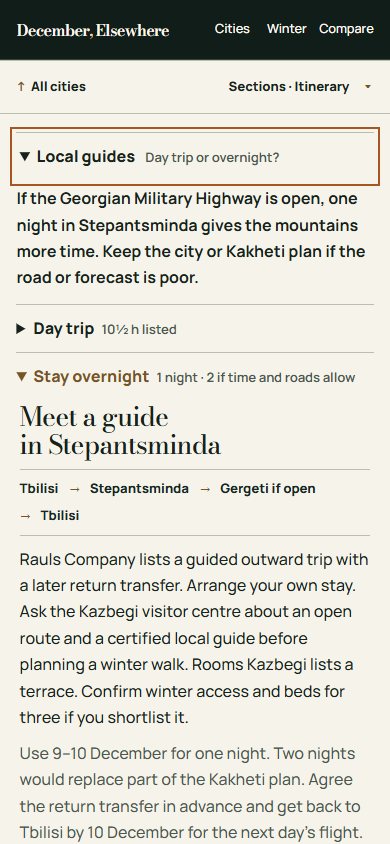 December, Elsewhere Cities Winter Compare
↑ All cities Sections · Itinerary
▼ Local guides Day trip or overnight?
If the Georgian Military Highway is open, one
night in Stepantsminda gives the mountains
more time. Keep the city or Kakheti plan if the
road or forecast is poor.
▶ Day trip 10½ h listed
▼ Stay overnight 1 night · 2 if time and roads allow
Meet a guide
in Stepantsminda
Tbilisi → Stepantsminda → Gergeti if open
→ Tbilisi
Rauls Company lists a guided outward trip with
a later return transfer. Arrange your own stay.
Ask the Kazbegi visitor centre about an open
route and a certified local guide before
planning a winter walk. Rooms Kazbegi lists a
terrace. Confirm winter access and beds for
three if you shortlist it.
Use 9–10 December for one night. Two nights
would replace part of the Kakheti plan. Agree
the return transfer in advance and get back to
Tbilisi by 10 December for the next day's flight.